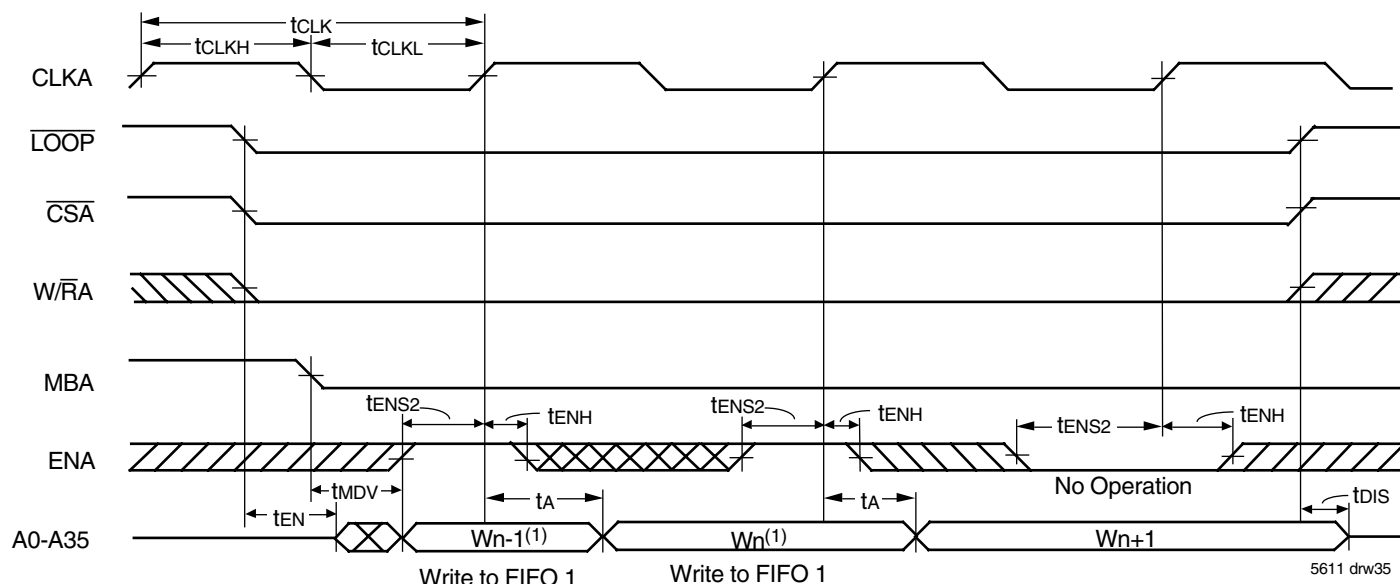 tCLK
tCLKH
tCLKL
CLKA
LOOP
CSA
W/RA
MBA
tENS2
tENH
tENS2
tENH
tENS2
tENH
ENA
No Operation
tMDV
tA
tA
tDIS
tEN
A0-A35
Wn-1(1)
Wn(1)
Wn+1
Write to FIFO 1
Write to FIFO 1
5611 drw35